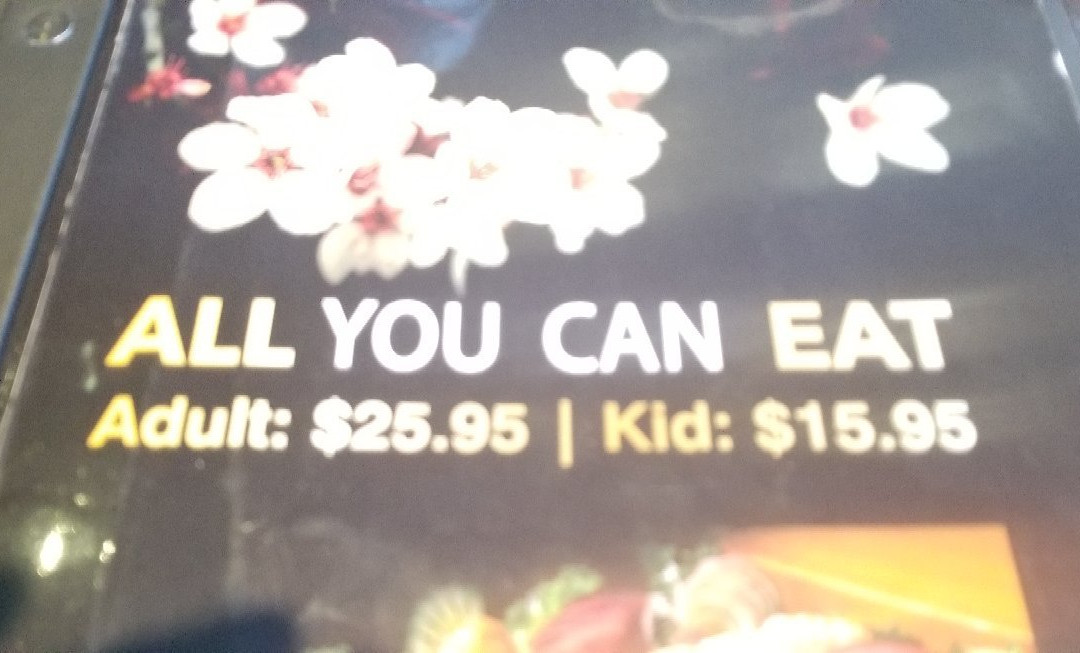 ALL YOU CAN EAT
Adult: $25.95 | Kid: $15.95